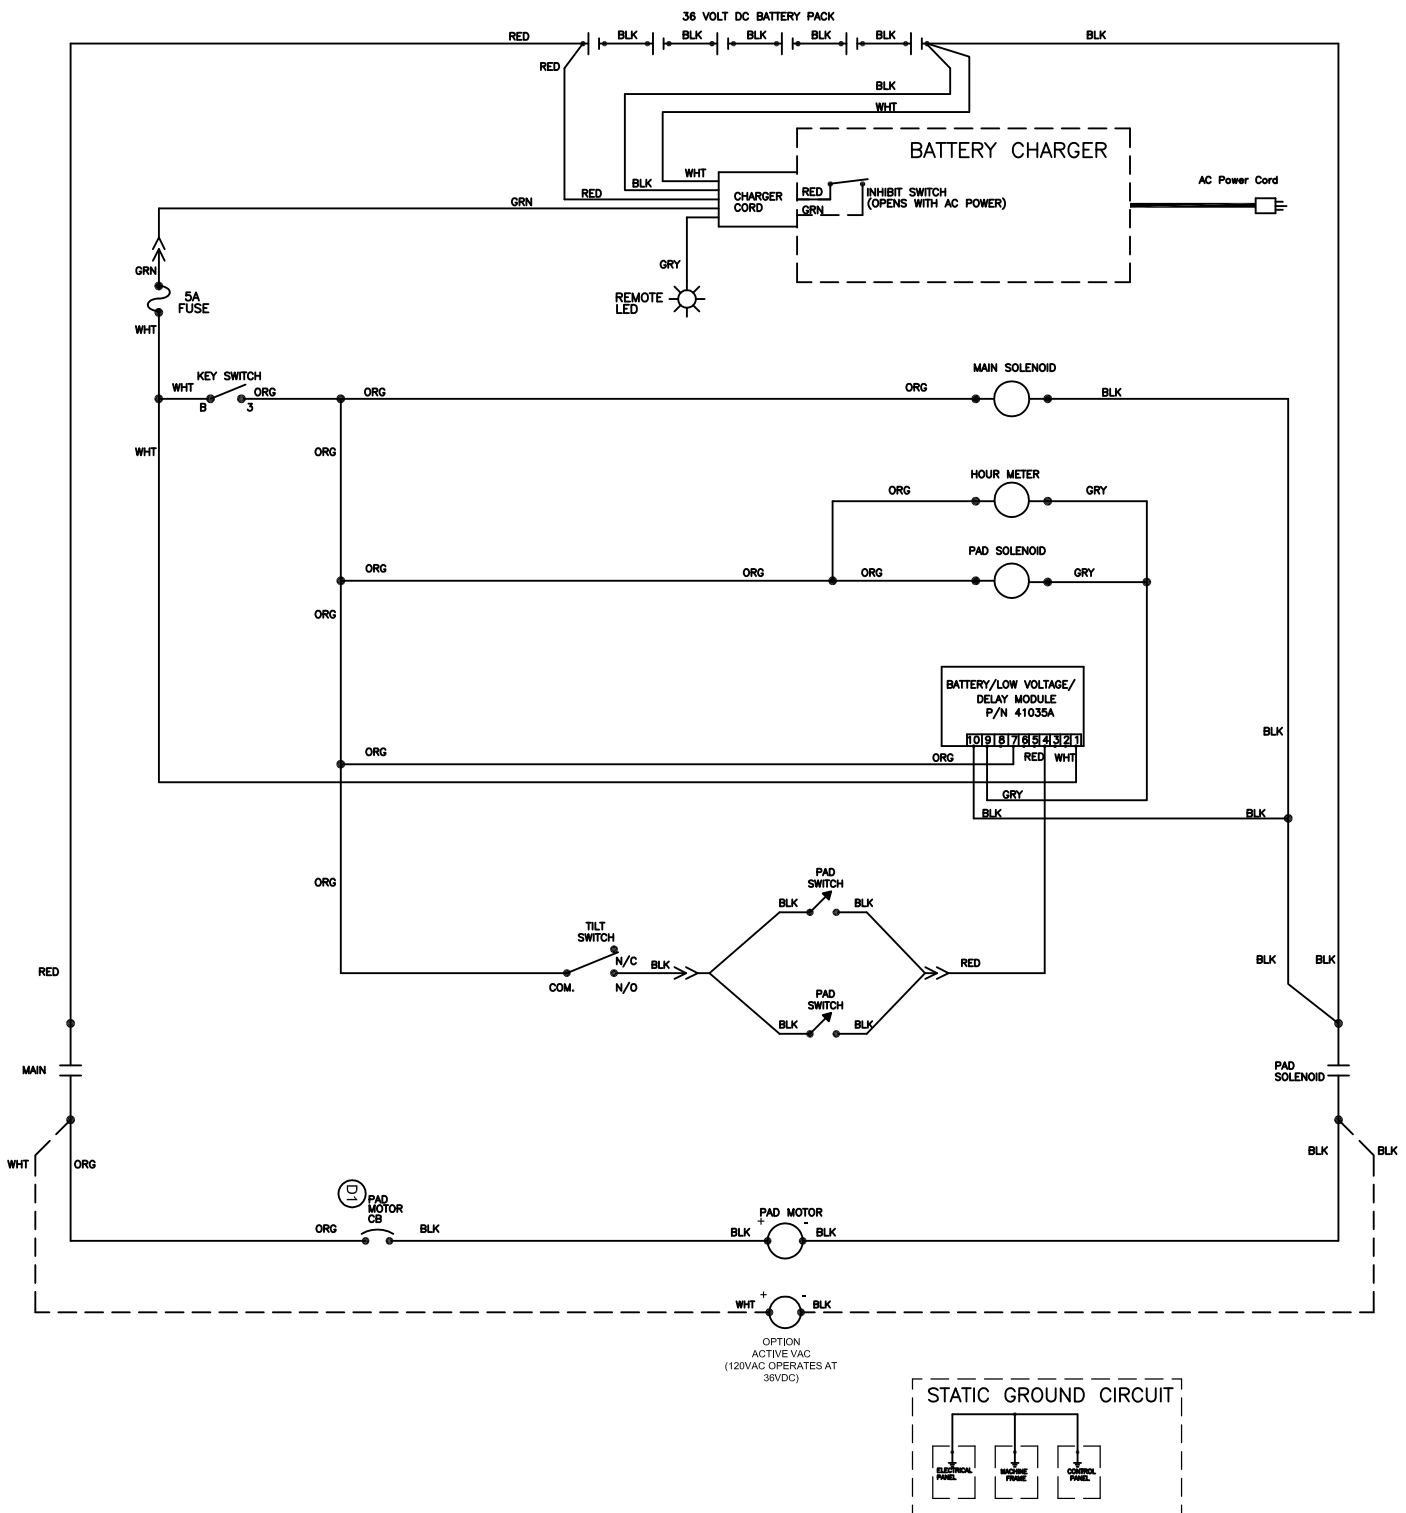 36 VOLT DC BATTERY PACK
RED
BLK
BLK
BLK
BLK
BLK
BLK
RED
BLK
WHT
BATTERY CHARGER
WHT
BLK
RED
GRN
CHARGER
CORD
RED
GRN
INHIBIT SWITCH
(OPENS WITH AC POWER)
AC Power Cord
GRY
REMOTE
LED
GRN
5A
FUSE
WHT
KEY SWITCH
WHT
ORG
B
3
ORG
ORG
MAIN SOLENOID
BLK
WHT
ORG
HOUR METER
ORG
GRY
PAD SOLENOID
ORG
ORG
ORG
GRY
ORG
BATTERY/LOW VOLTAGE/
DELAY MODULE
P/N 41035A
10 9 8 7 6 5 4 3 2 1
BLK
ORG
ORG
RED
WHT
GRY
BLK
BLK
ORG
PAD
SWITCH
BLK
BLK
TILT
SWITCH
N/C
BLK
COM.
N/O
RED
BLK
BLK
RED
PAD
SWITCH
BLK
BLK
MAIN
PAD
SOLENOID
WHT
ORG
BLK
BLK
D1
PAD
MOTOR
CB
ORG
BLK
PAD MOTOR
+
-
BLK
BLK
+
-
WHT
BLK
OPTION
ACTIVE VAC
(120VAC OPERATES AT
36VDC)
STATIC GROUND CIRCUIT
ELECTRICAL
PANEL
MACHINE
FRAME
CONTROL
PANEL